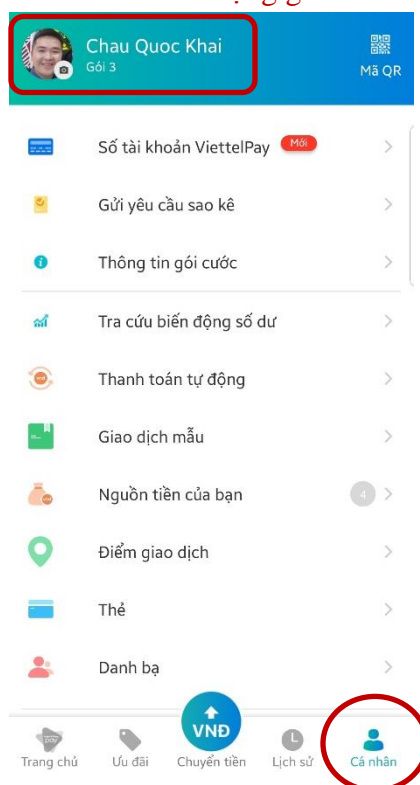 Chau Quoc Khai
Gói 3
Mã QR
Số tài khoản ViettelPay Mới
Gửi yêu cầu sao kê
Thông tin gói cước
Tra cứu biến động số dư
Thanh toán tự động
Giao dịch mẫu
Nguồn tiền của bạn 4
Điểm giao dịch
Thẻ
Danh bạ
VNĐ
Trang chủ Ưu đãi Chuyển tiền Lịch sử Cá nhân